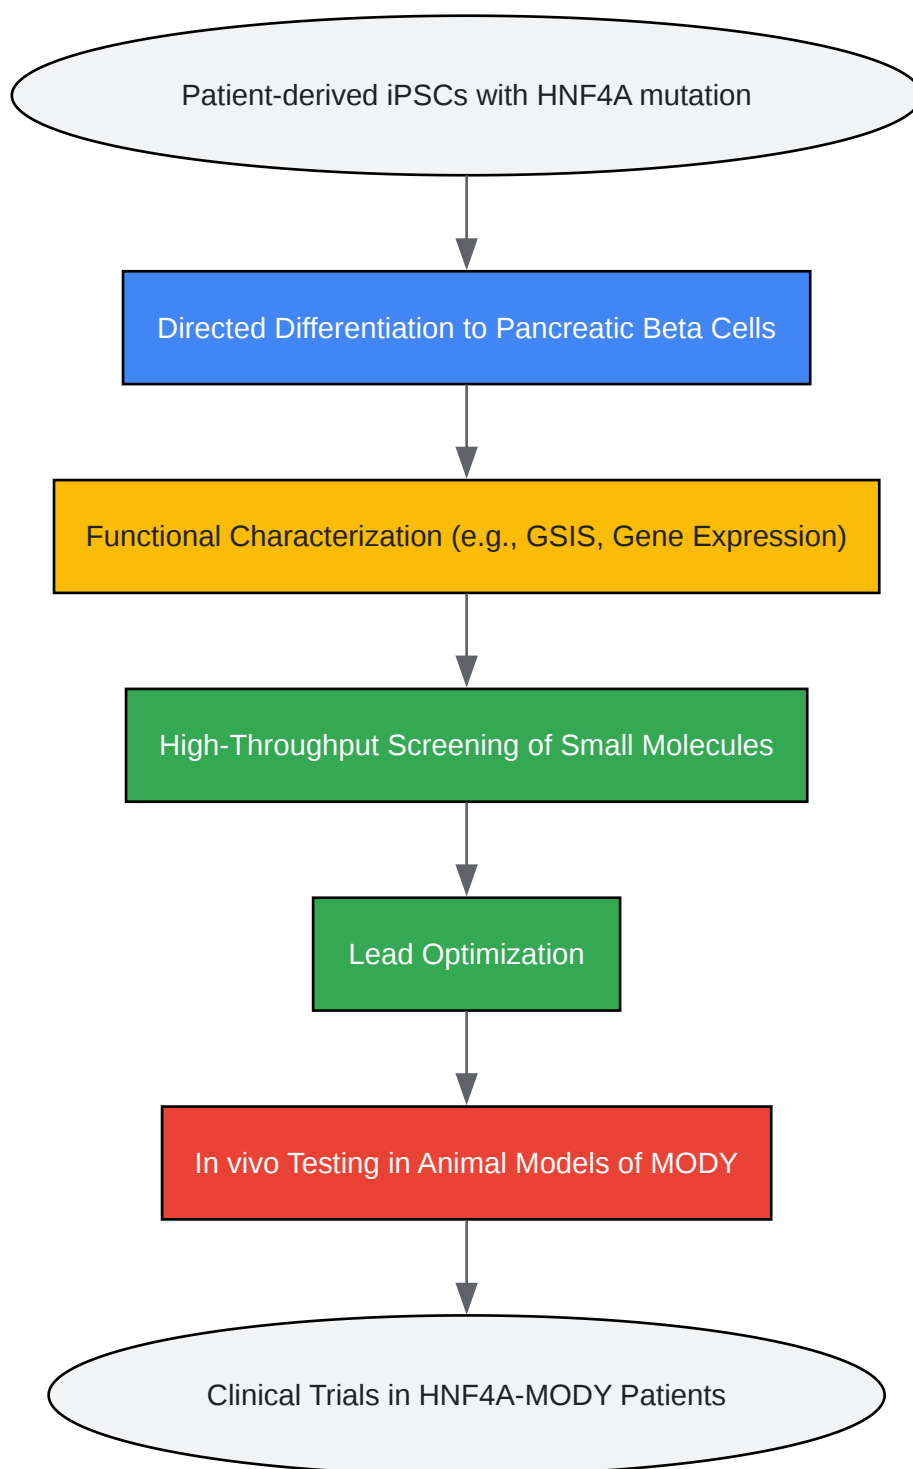 Patient-derived iPSCs with HNF4A mutation
Directed Differentiation to Pancreatic Beta Cells
Functional Characterization (e.g., GSIS, Gene Expression)
High-Throughput Screening of Small Molecules
Lead Optimization
In vivo Testing in Animal Models of MODY
Clinical Trials in HNF4A-MODY Patients